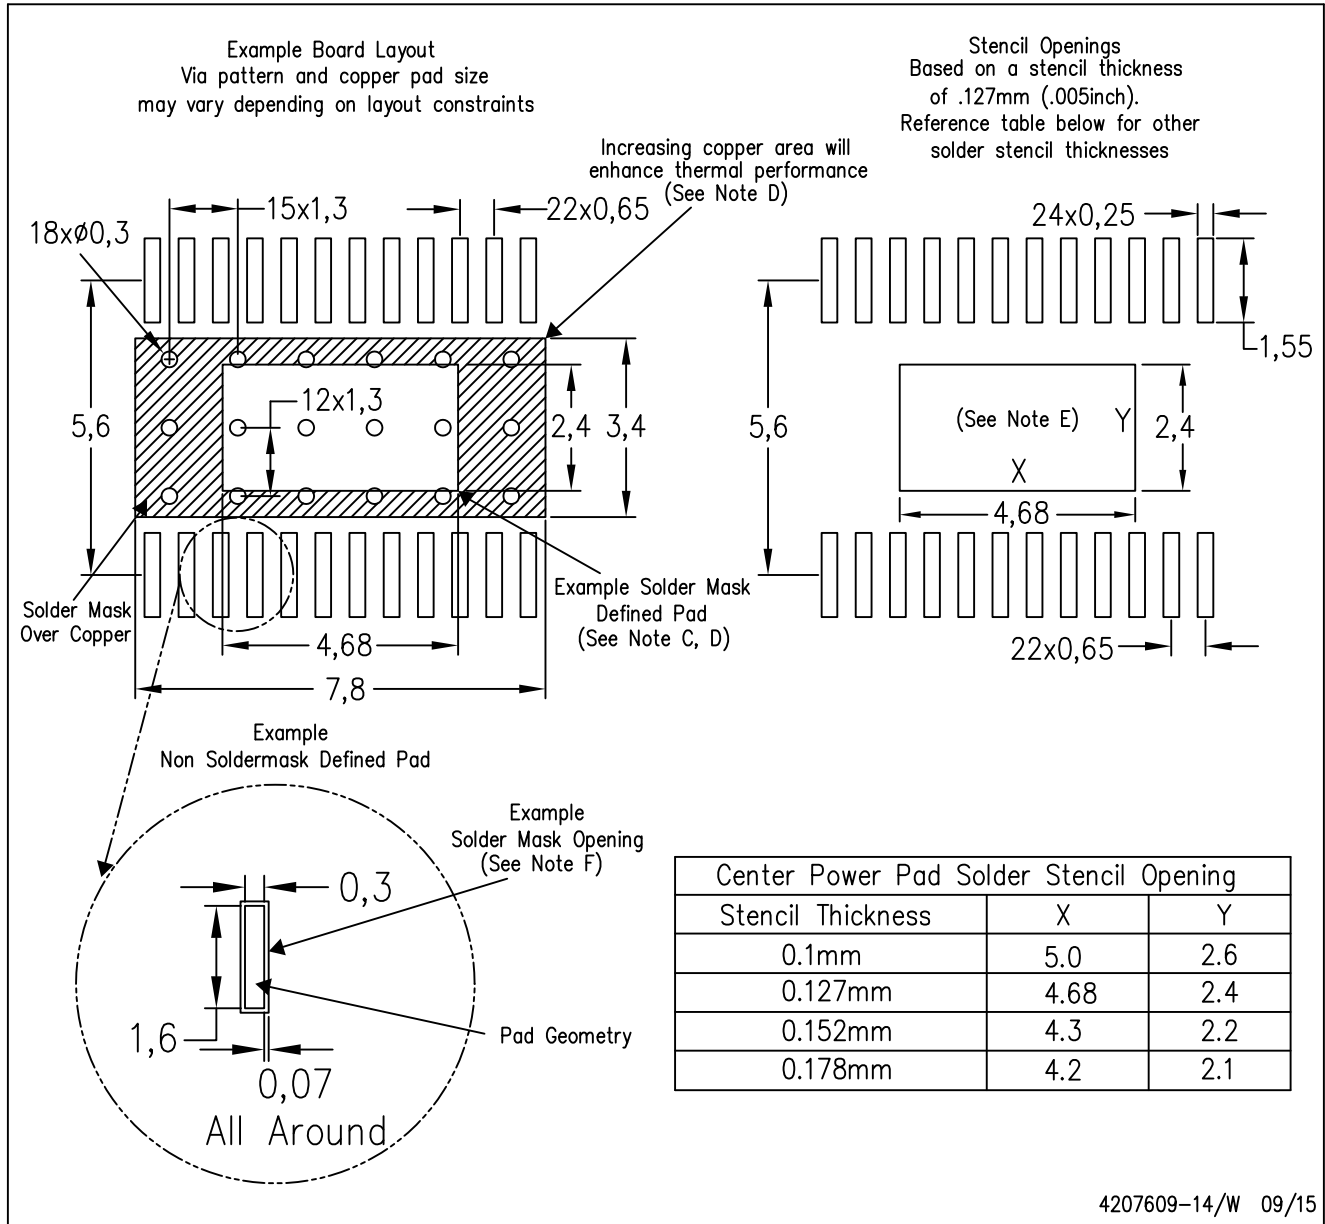 Example Board Layout
Via pattern and copper pad size
may vary depending on layout constraints
Stencil Openings
Based on a stencil thickness
of .127mm (.005inch).
Reference table below for other
solder stencil thicknesses
Increasing copper area will
enhance thermal performance
(See Note D)
15x1,3
22x0,65
18xø0,3
24x0,25
1,55
12x1,3
5,6
2,4
3,4
5,6
(See Note E)
Y
X
2,4
4,68
Solder Mask
Over Copper
Example Solder Mask
Defined Pad
(See Note C, D)
4,68
7,8
22x0,65
Example
Non Soldermask Defined Pad
Example
Solder Mask Opening
(See Note F)
0,3
1,6
Pad Geometry
0,07
All Around
Center Power Pad Solder Stencil Opening
Stencil Thickness X Y
0.1mm 5.0 2.6
0.127mm 4.68 2.4
0.152mm 4.3 2.2
0.178mm 4.2 2.1
4207609-14/W 09/15